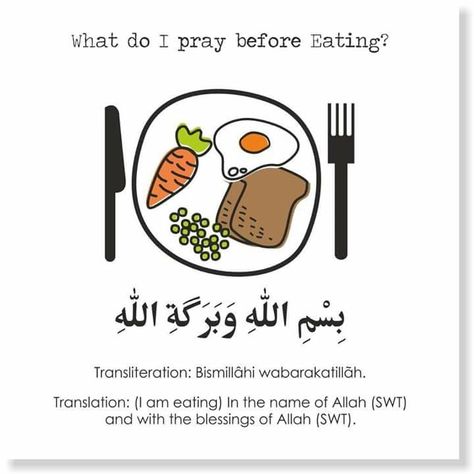 What do I pray before Eating?
بِسْمِ اللهِ وَبَرَكَةِ اللهِ
Transliteration: Bismillâhi wabarakatillâh.
Translation: (I am eating) In the name of Allah (SWT)
and with the blessings of Allah (SWT).